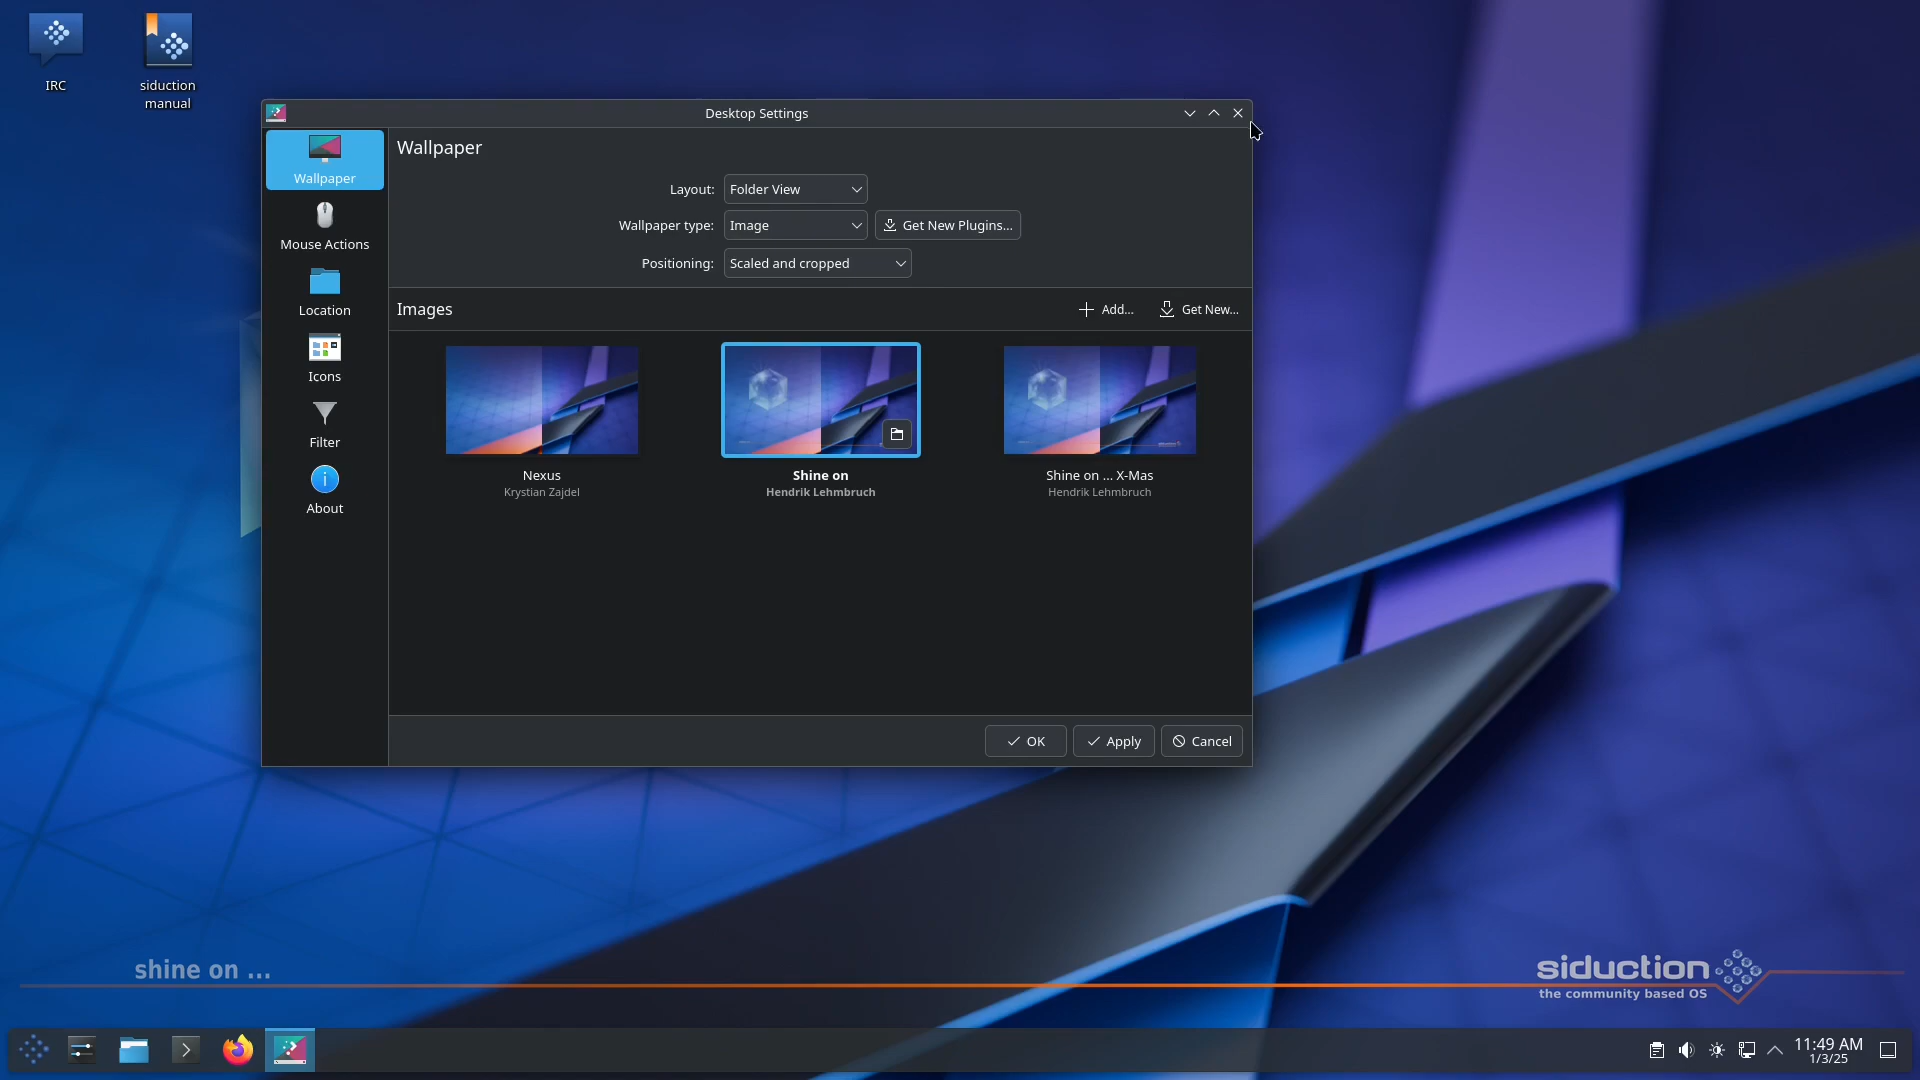 IRC
siduction
manual
Desktop Settings
Wallpaper
Mouse Actions
Location
Icons
Filter
About
Wallpaper
Layout: Folder View
Wallpaper type: Image Get New Plugins...
Positioning: Scaled and cropped
Images Add... Get New...
Nexus
Krystian Zajdel
Shine on
Hendrik Lehmbruch
Shine on ... X-Mas
Hendrik Lehmbruch
OK Apply Cancel
shine on ...
siduction
the community based OS
11:49 AM
1/3/25